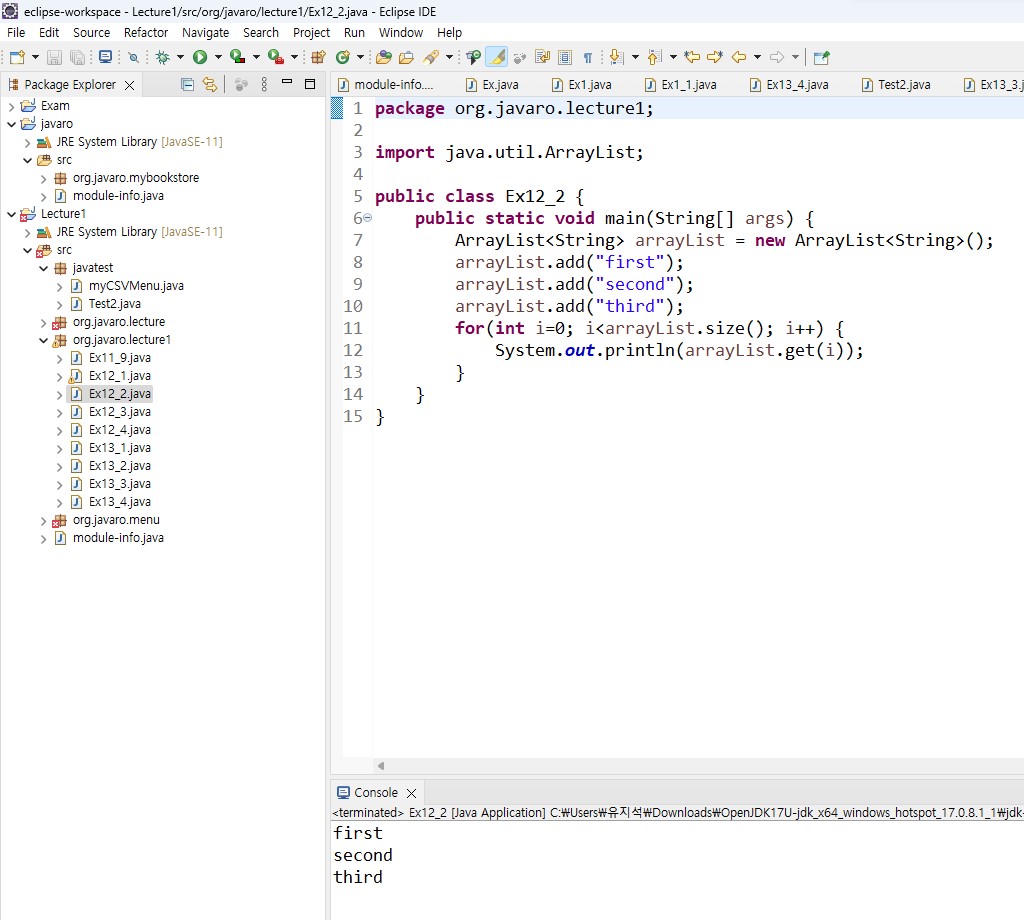 eclipse-workspace - Lecture1/src/org/javaro/lecture1/Ex12_2.java - Eclipse IDE
File Edit Source Refactor Navigate Search Project Run Window Help
Package Explorer
module-info.... Ex.java Ex1.java Ex1_1.java Ex13_4.java Test2.java Ex13_3.j
Exam
javaro
JRE System Library [JavaSE-11]
src
org.javaro.mybookstore
module-info.java
Lecture1
JRE System Library [JavaSE-11]
src
javatest
myCSVMenu.java
Test2.java
org.javaro.lecture
org.javaro.lecture1
Ex11_9.java
Ex12_1.java
Ex12_2.java
Ex12_3.java
Ex12_4.java
Ex13_1.java
Ex13_2.java
Ex13_3.java
Ex13_4.java
org.javaro.menu
module-info.java
1 package org.javaro.lecture1;
2
3 import java.util.ArrayList;
4
5 public class Ex12_2 {
6 public static void main(String[] args) {
7 ArrayList<String> arrayList = new ArrayList<String>();
8 arrayList.add("first");
9 arrayList.add("second");
10 arrayList.add("third");
11 for(int i=0; i<arrayList.size(); i++) {
12 System.out.println(arrayList.get(i));
13 }
14 }
15 }
Console
<terminated> Ex12_2 [Java Application] C:₩Users₩유지석₩Downloads₩OpenJDK17U-jdk_x64_windows_hotspot_17.0.8.1_1₩jdk-
first
second
third